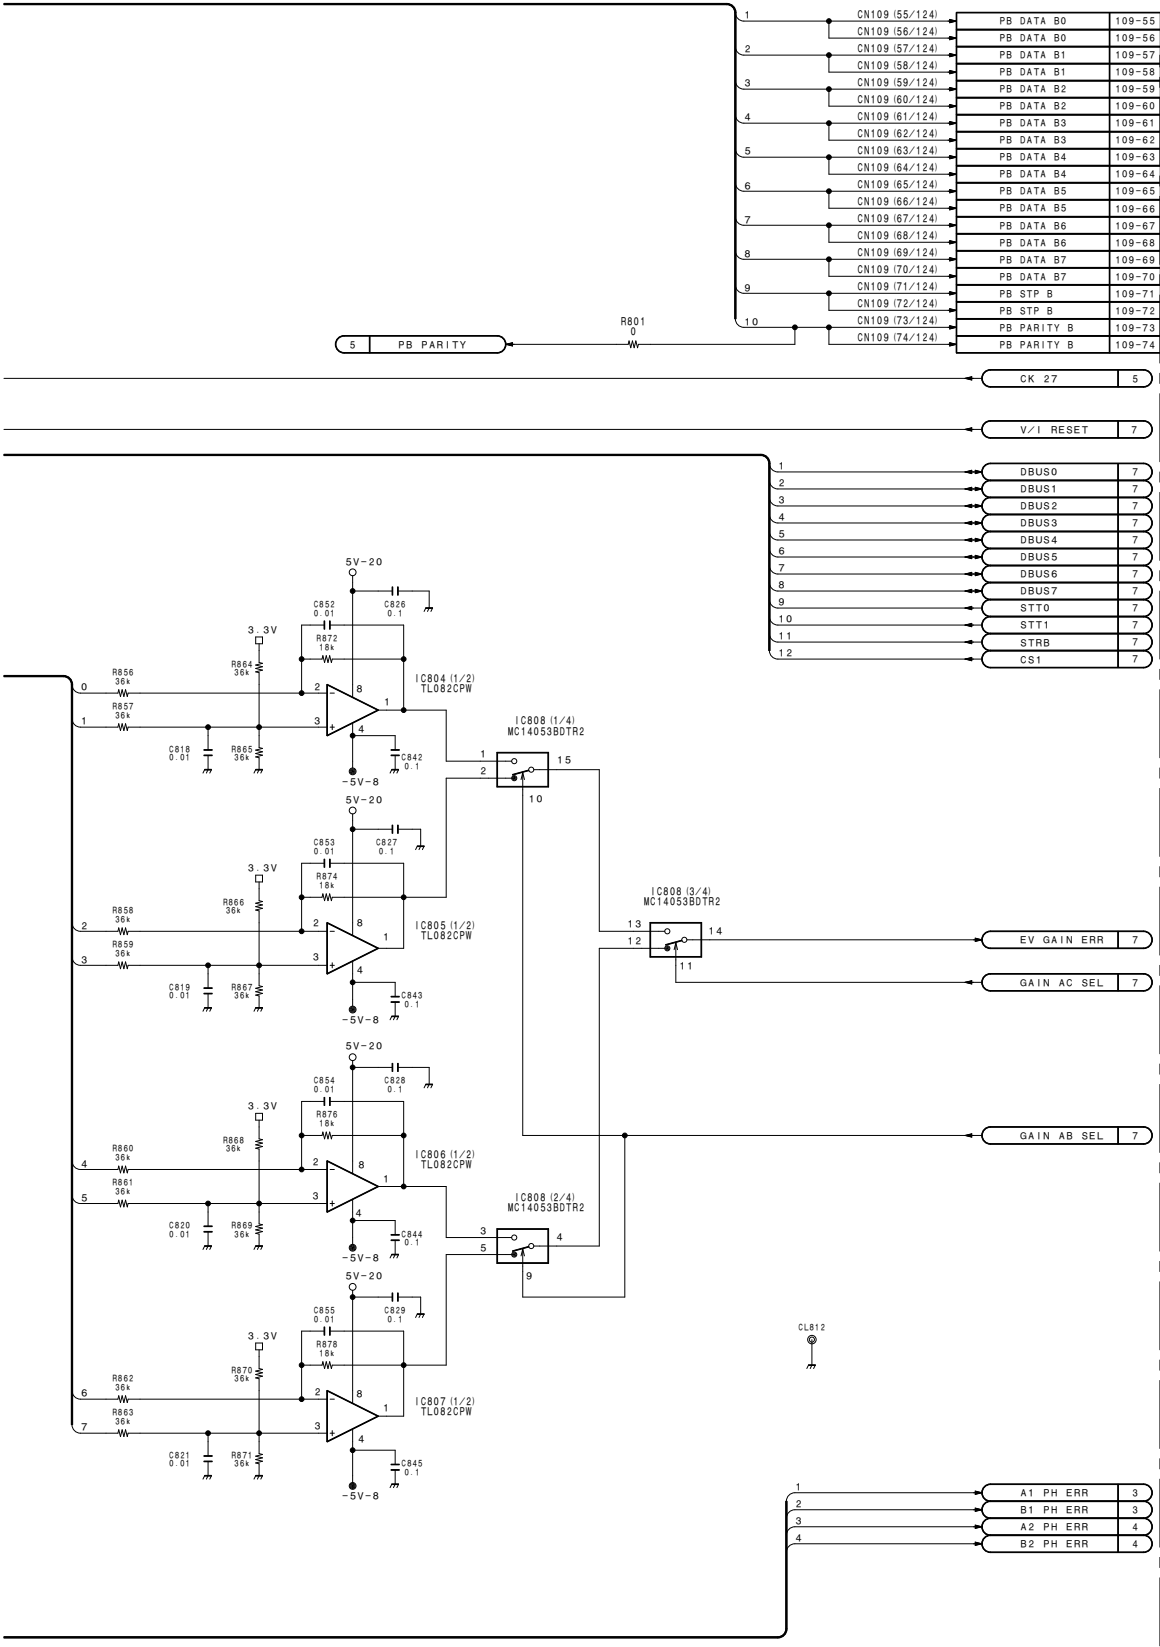 1 CN109 (55/124) PB DATA B0 109-55
CN109 (56/124) PB DATA B0 109-56
2 CN109 (57/124) PB DATA B1 109-57
CN109 (58/124) PB DATA B1 109-58
3 CN109 (59/124) PB DATA B2 109-59
CN109 (60/124) PB DATA B2 109-60
4 CN109 (61/124) PB DATA B3 109-61
CN109 (62/124) PB DATA B3 109-62
5 CN109 (63/124) PB DATA B4 109-63
CN109 (64/124) PB DATA B4 109-64
6 CN109 (65/124) PB DATA B5 109-65
CN109 (66/124) PB DATA B5 109-66
7 CN109 (67/124) PB DATA B6 109-67
CN109 (68/124) PB DATA B6 109-68
8 CN109 (69/124) PB DATA B7 109-69
CN109 (70/124) PB DATA B7 109-70
9 CN109 (71/124) PB STP B 109-71
CN109 (72/124) PB STP B 109-72
10 CN109 (73/124) PB PARITY B 109-73
CN109 (74/124) PB PARITY B 109-74
R801
0
5 PB PARITY
CK 27 5
V/I RESET 7
1 DBUS0 7
2 DBUS1 7
3 DBUS2 7
4 DBUS3 7
5 DBUS4 7
6 DBUS5 7
7 DBUS6 7
8 DBUS7 7
9 STT0 7
10 STT1 7
11 STRB 7
12 CS1 7
5V-20
C852
0.01
C826
0.1
3.3V
R872
18k
R864
36k
R856
36k
0
2
8
1
IC804 (1/2)
TL082CPW
R857
36k
1
3
4
C818
0.01
R865
36k
C842
0.1
-5V-8
IC808 (1/4)
MC14053BDTR2
1
2
15
10
5V-20
C853
0.01
C827
0.1
3.3V
R874
18k
R866
36k
R858
36k
2
2
8
1
IC805 (1/2)
TL082CPW
R859
36k
3
3
4
C819
0.01
R867
36k
C843
0.1
-5V-8
IC808 (3/4)
MC14053BDTR2
13
12
14
11
EV GAIN ERR 7
GAIN AC SEL 7
5V-20
C854
0.01
C828
0.1
3.3V
R876
18k
R868
36k
R860
36k
4
2
8
1
IC806 (1/2)
TL082CPW
R861
36k
5
3
4
C820
0.01
R869
36k
C844
0.1
-5V-8
GAIN AB SEL 7
IC808 (2/4)
MC14053BDTR2
3
5
4
9
5V-20
C855
0.01
C829
0.1
3.3V
R878
18k
R870
36k
R862
36k
6
2
8
1
IC807 (1/2)
TL082CPW
R863
36k
7
3
4
C821
0.01
R871
36k
C845
0.1
-5V-8
CL812
1 A1 PH ERR 3
2 B1 PH ERR 3
3 A2 PH ERR 4
4 B2 PH ERR 4